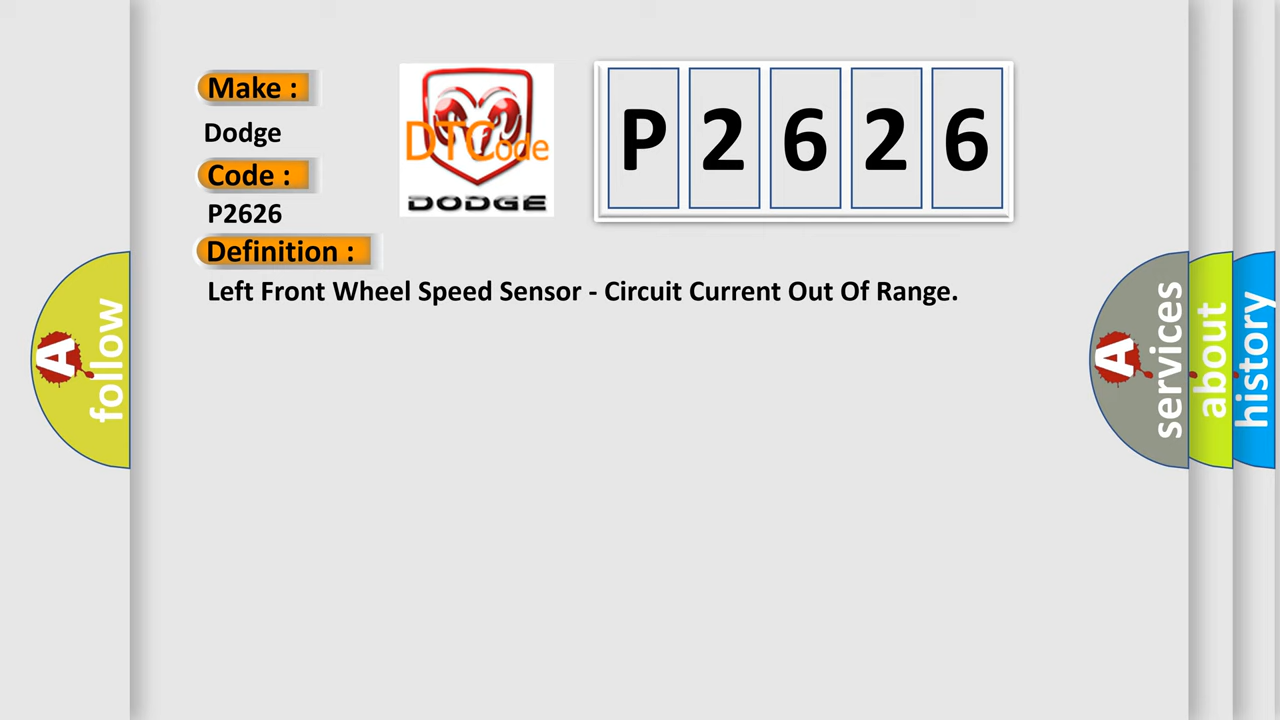 Make :
Dodge
Code :
P2626
Definition :
Left Front Wheel Speed Sensor - Circuit Current Out Of Range.
DTCode
DODGE
P 2 6 2 6
A follow
A services
about
history